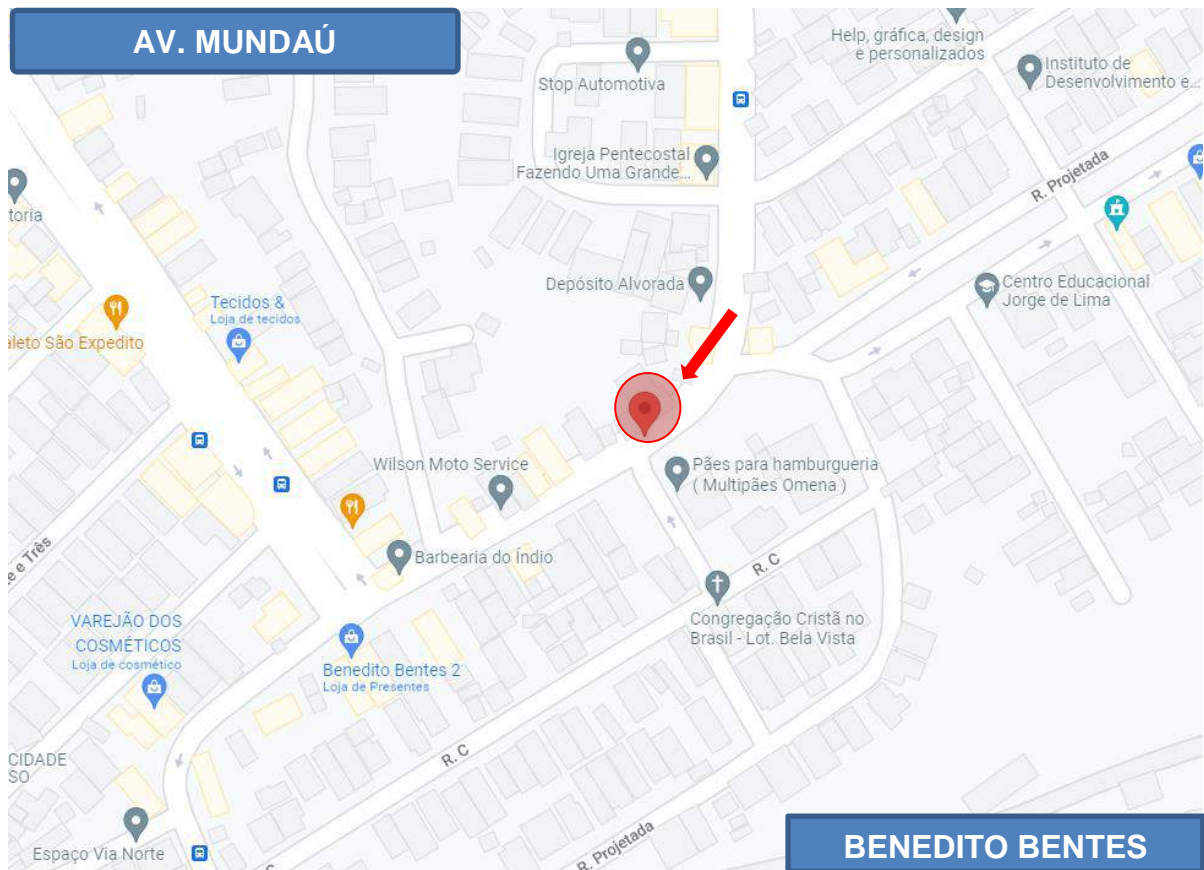 AV. MUNDAÚ
Help, gráfica, design
e personalizados
Instituto de
Desenvolvimento e...
Stop Automotiva
Igreja Pentecostal
Fazendo Uma Grande...
R. Projetada
toria
Depósito Alvorada
Centro Educacional
Jorge de Lima
Tecidos &
Loja de tecidos
aleto São Expedito
Wilson Moto Service
Pães para hamburgueria
( Multipães Omena )
Barbearia do Índio
R. C
e e Três
Congregação Cristã no
Brasil - Lot. Bela Vista
VAREJÃO DOS
COSMÉTICOS
Loja de cosmético
Benedito Bentes 2
Loja de Presentes
R. C
CIDADE
SO
Espaço Via Norte
R. Projetada
C
BENEDITO BENTES